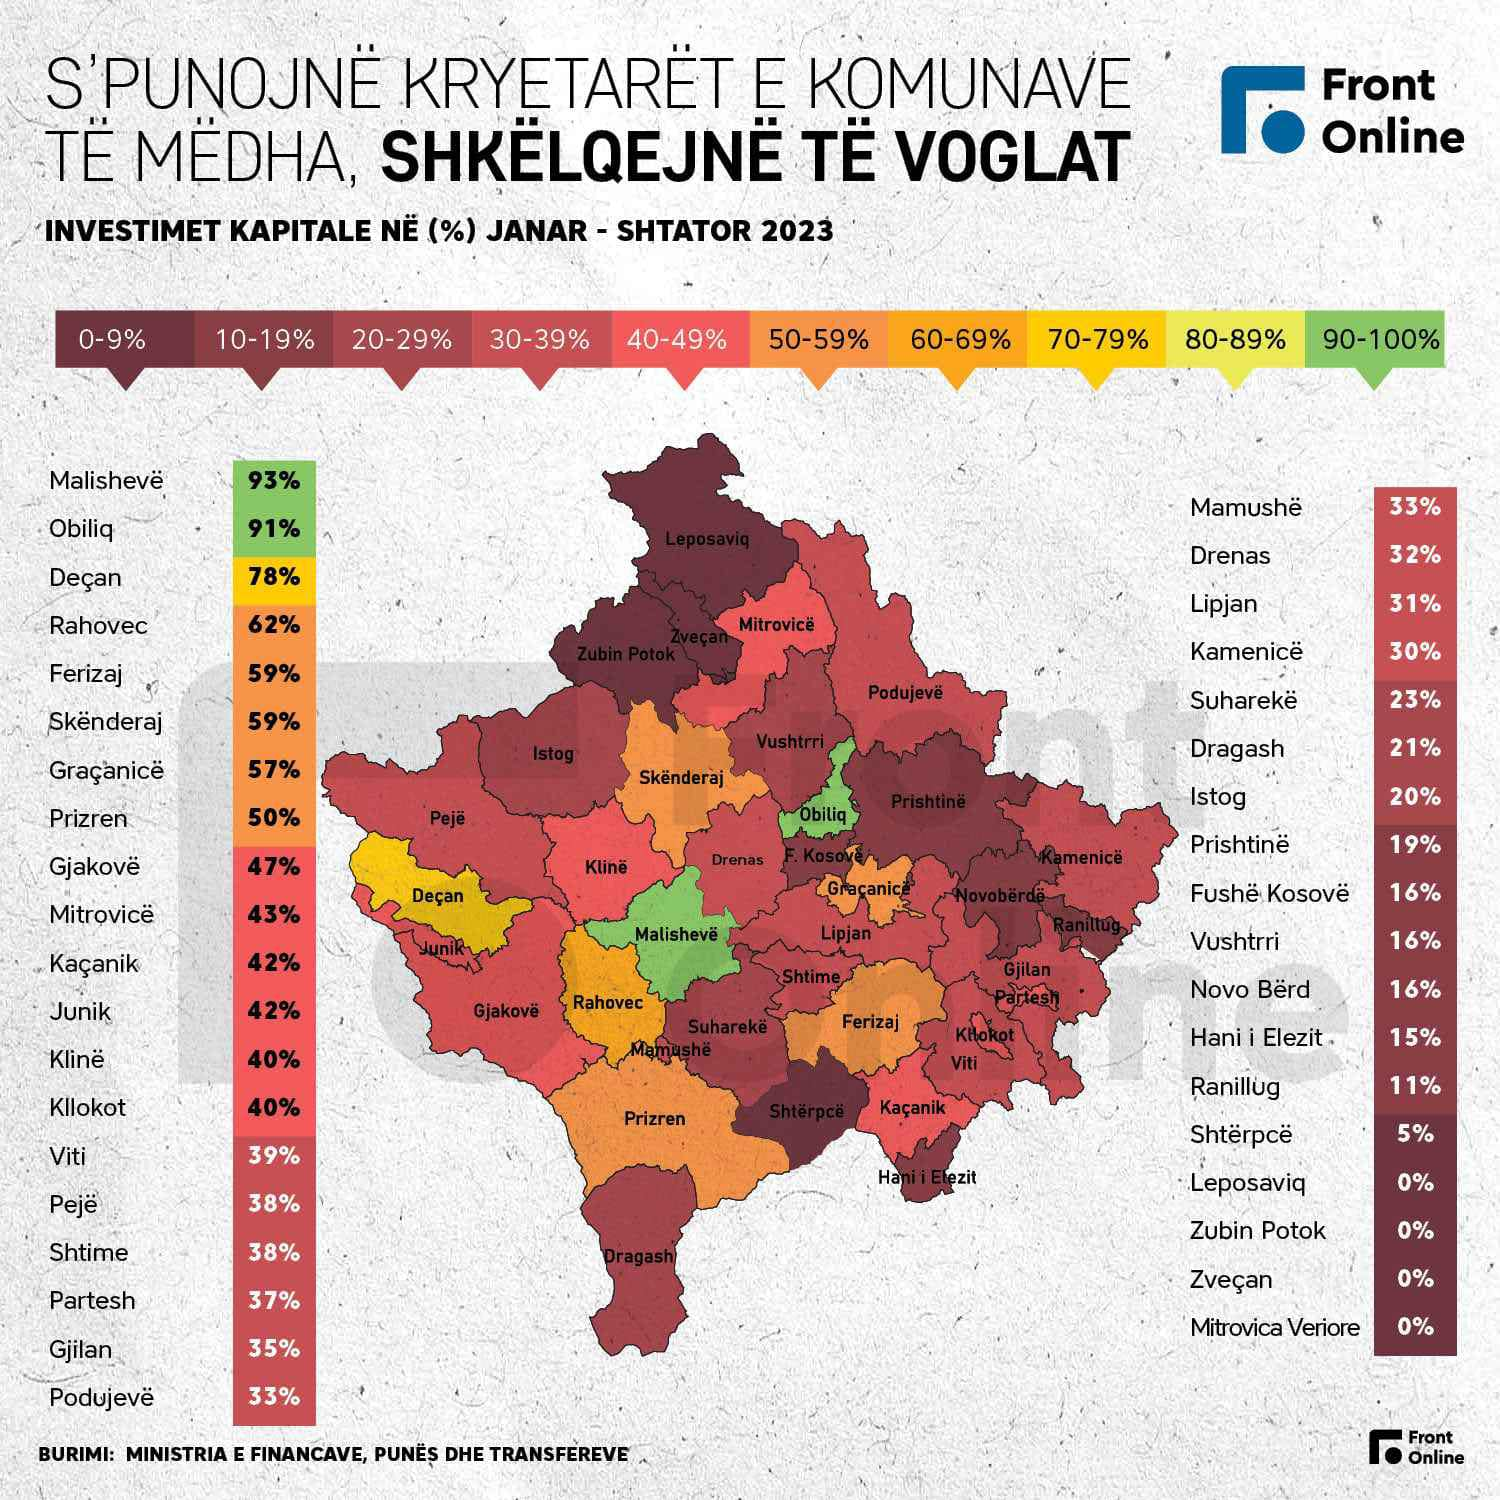 S'PUNOJNË KRYETARËT E KOMUNAVE
TË MËDHA, SHKËLQEJNË TË VOGLAT
Front
Online
INVESTIMET KAPITALE NË (%) JANAR - SHTATOR 2023
0-9% 10-19% 20-29% 30-39% 40-49% 50-59% 60-69% 70-79% 80-89% 90-100%
Malishevë 93%
Obiliq 91%
Deçan 78%
Rahovec 62%
Ferizaj 59%
Skënderaj 59%
Graçanicë 57%
Prizren 50%
Gjakovë 47%
Mitrovicë 43%
Kaçanik 42%
Junik 42%
Klinë 40%
Kllokot 40%
Viti 39%
Pejë 38%
Shtime 38%
Partesh 37%
Gjilan 35%
Podujevë 33%
Leposaviq
Zveçan
Mitrovicë
Zubin Potok
Podujevë
Istog
Vushtrri
Skënderaj
Prishtinë
Obiliq
Pejë
F. Kosovë
Drenas
Kamenicë
Klinë
Graçanicë
Deçan
Novobërdë
Ranillug
Malishevë
Lipjan
Junik
Gjilan
Shtime
Partesh
Rahovec
Gjakovë
Ferizaj
Suharekë
Kllokot
Mamushë
Viti
Kaçanik
Shtërpcë
Prizren
Hani i Elezit
Dragash
Front
Online
Mamushë 33%
Drenas 32%
Lipjan 31%
Kamenicë 30%
Suharekë 23%
Dragash 21%
Istog 20%
Prishtinë 19%
Fushë Kosovë 16%
Vushtrri 16%
Novo Bërd 16%
Hani i Elezit 15%
Ranillug 11%
Shtërpcë 5%
Leposaviq 0%
Zubin Potok 0%
Zveçan 0%
Mitrovica Veriore 0%
BURIMI: MINISTRIA E FINANCAVE, PUNËS DHE TRANSFEREVE
Front
Online